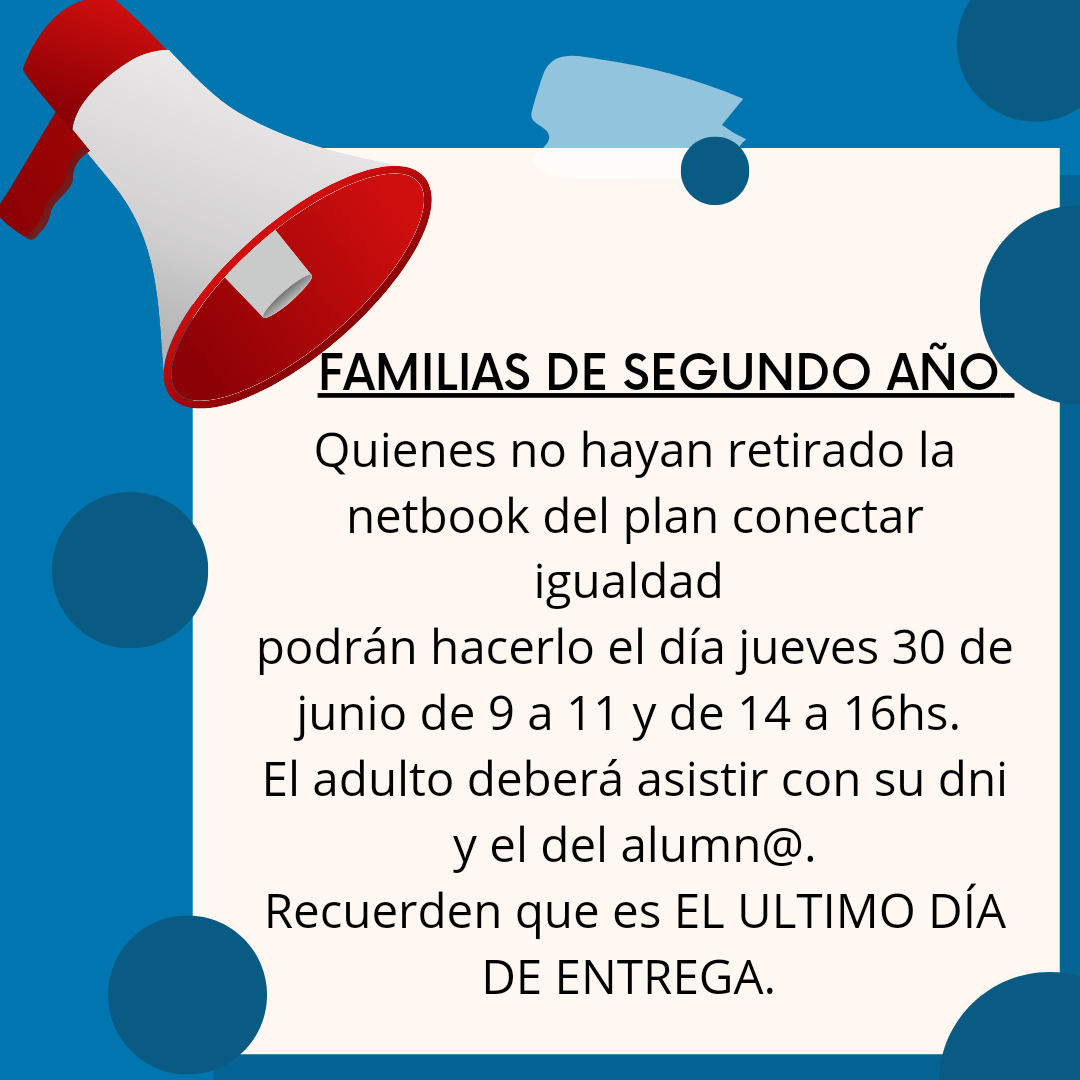 FAMILIAS DE SEGUNDO AÑO
Quienes no hayan retirado la
netbook del plan conectar
igualdad
podrán hacerlo el día jueves 30 de
junio de 9 a 11 y de 14 a 16hs.
El adulto deberá asistir con su dni
y el del alumn@.
Recuerden que es EL ULTIMO DÍA
DE ENTREGA.